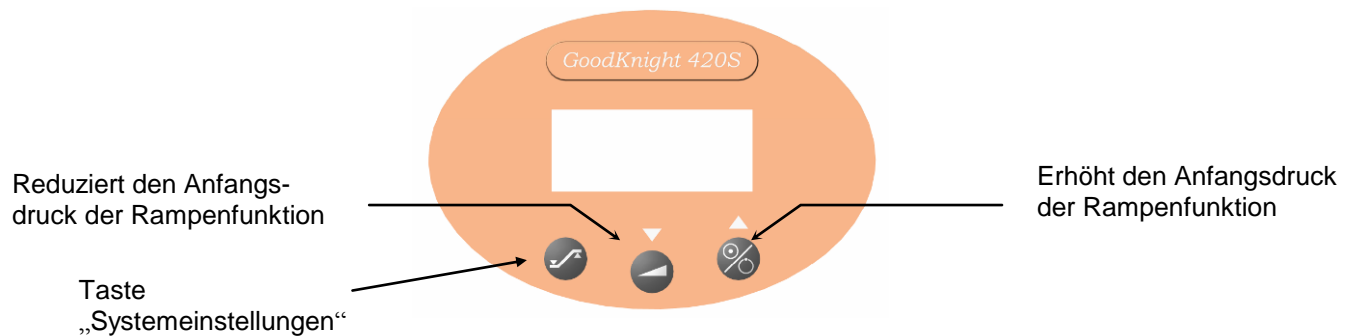 GoodKnight 420S
Reduziert den Anfangs-
druck der Rampenfunktion
Erhöht den Anfangsdruck
der Rampenfunktion
Taste
„Systemeinstellungen“